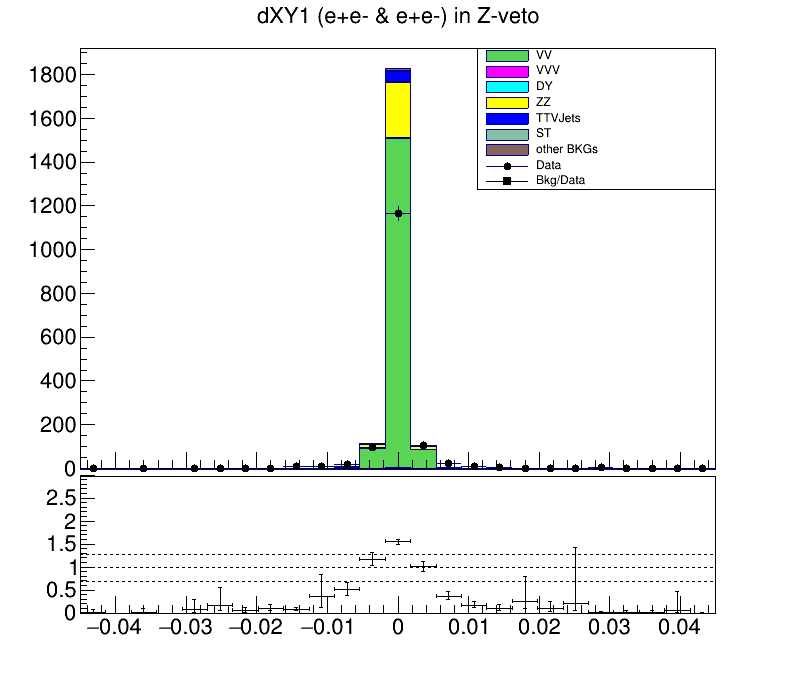 dXY1 (e+e- & e+e-) in Z-veto
VV
VVV
DY
ZZ
TTVJets
ST
other BKGs
Data
Bkg/Data
1800
1600
1400
1200
1000
800
600
400
200
0
2.5
2
1.5
1
0.5
0
−0.04 −0.03 −0.02 −0.01 0 0.01 0.02 0.03 0.04